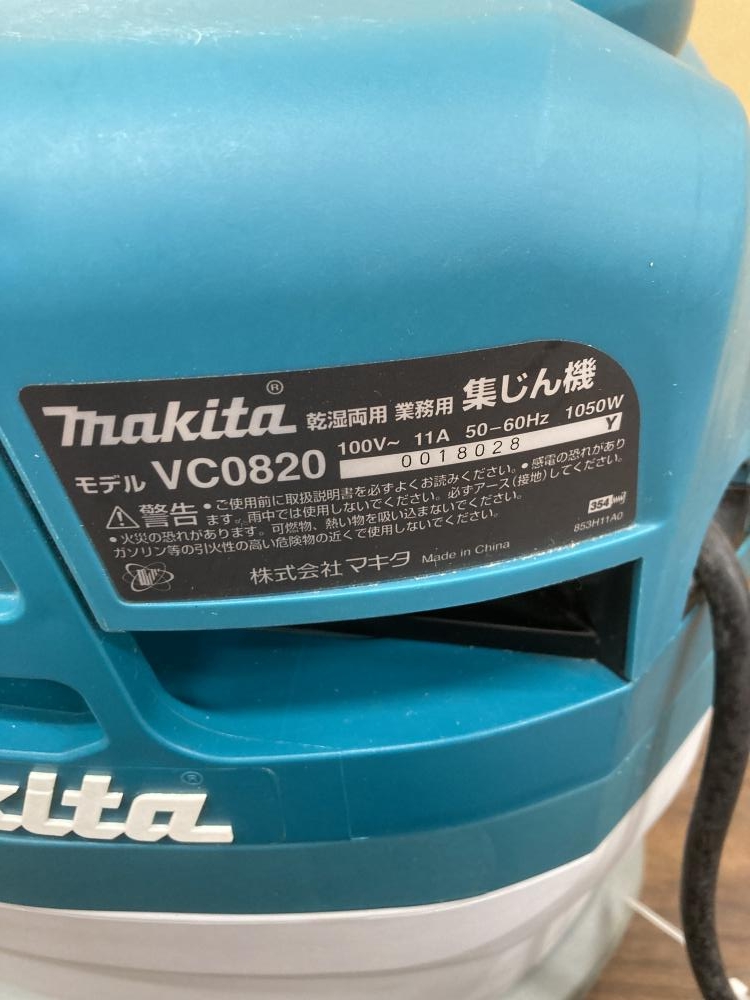 makita® 乾湿両用 業務用 集じん機
モデル VC0820 100V~ 11A 50-60Hz 1050W
0018028 Y
警告 • ご使用前に取扱説明書を必ずよくお読みください。• 感電の恐れがあり
ます。雨中では使用しないでください。必ずアース(接地)してください。
• 火災の恐れがあります。可燃物、熱い物を吸い込まないでください。
ガソリン等の引火性の高い危険物の近くで使用しないでください。
354
853H11A0
株式会社 マキタ Made in China
kita®